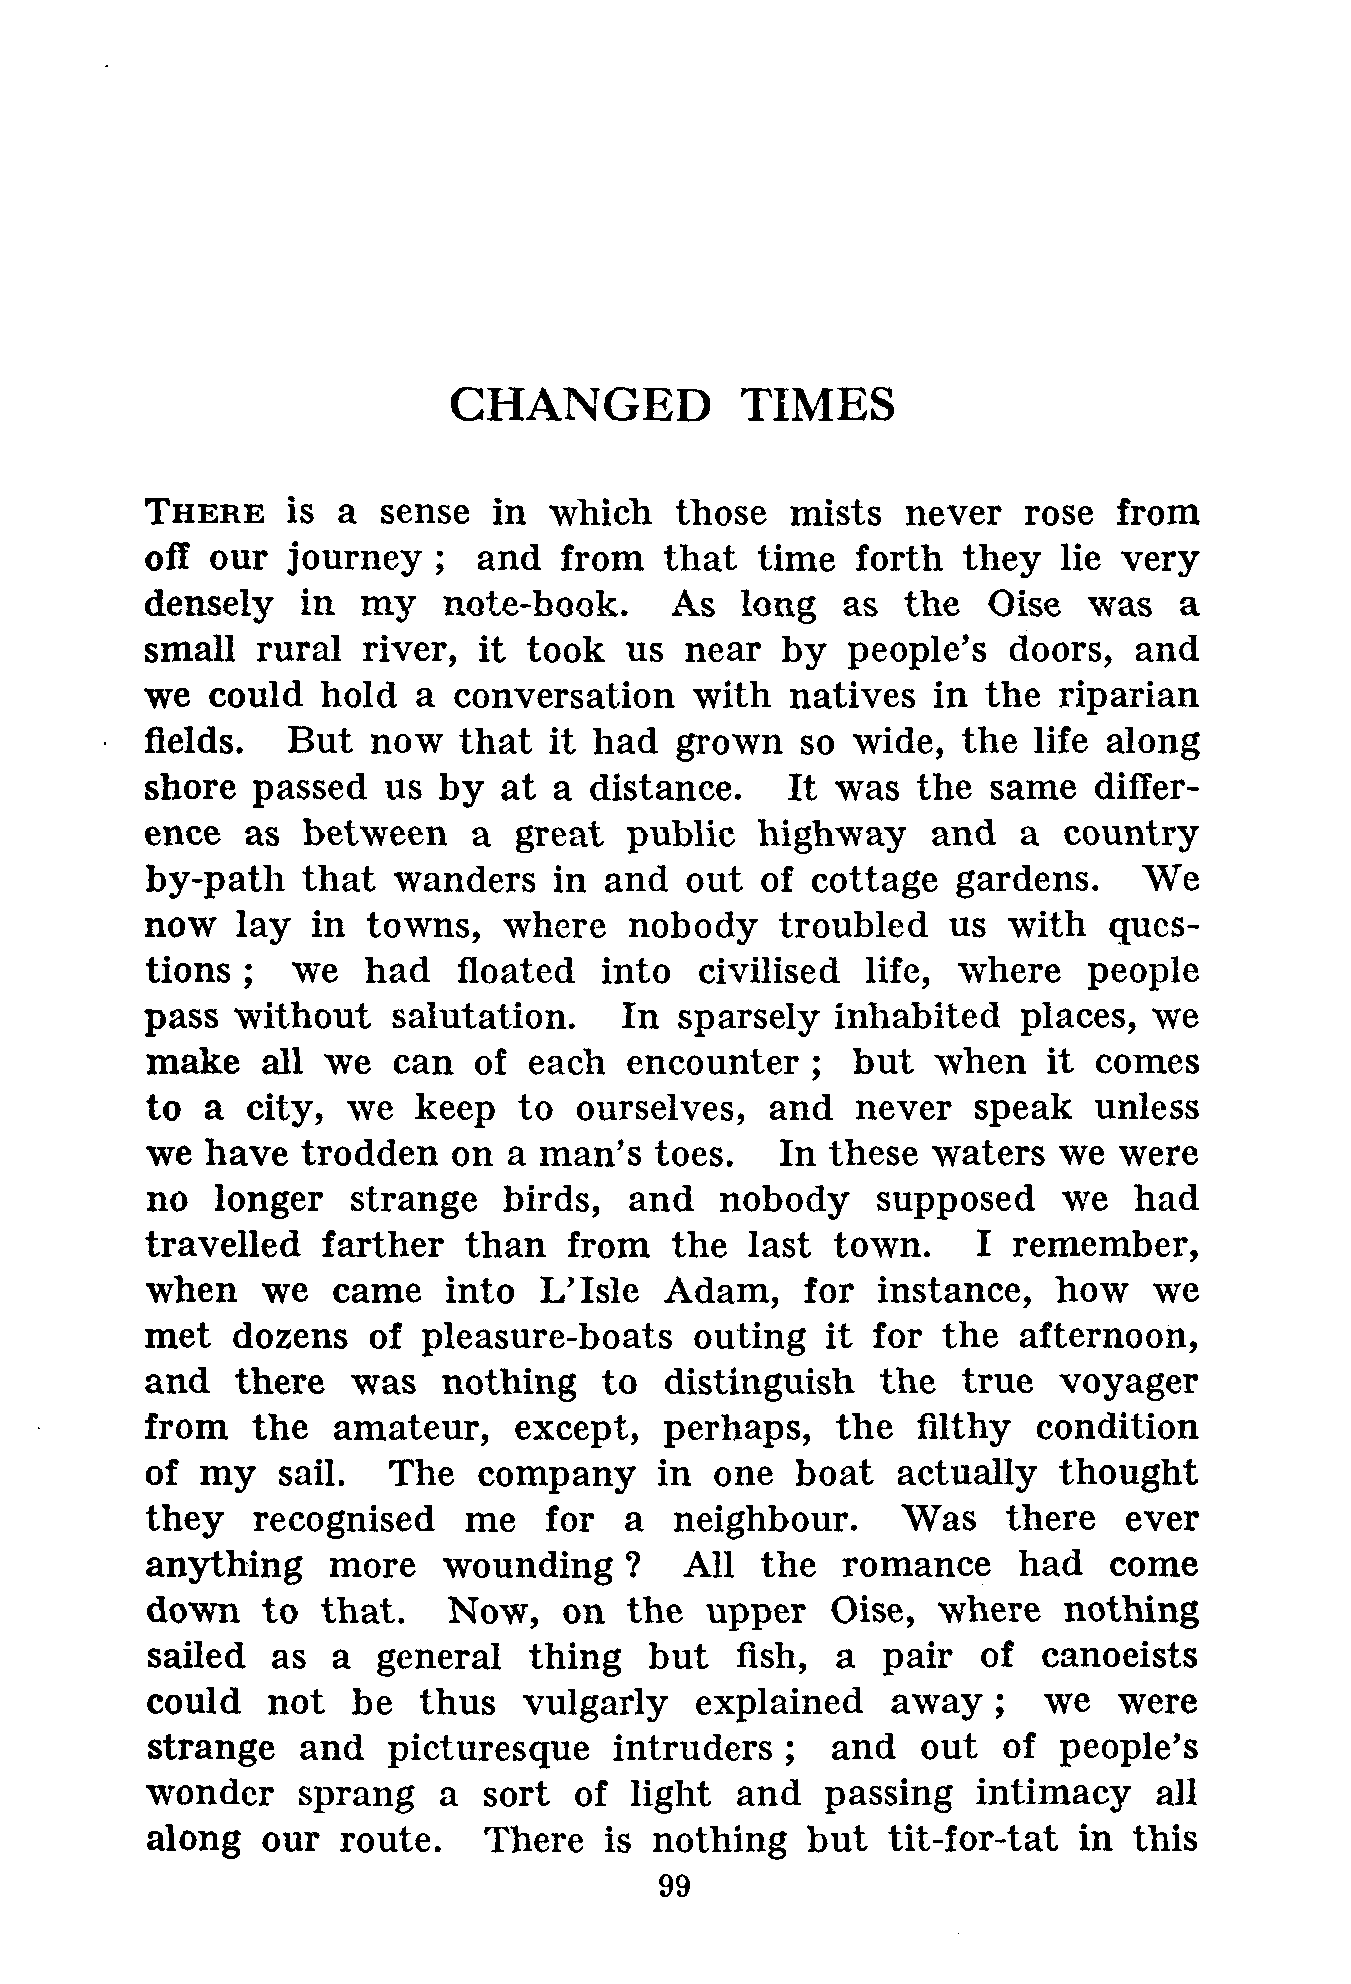 CHANGED TIMES
THERE is a sense in which those mists never rose from
off our journey ; and from that time forth they lie very
densely in my note-book. As long as the Oise was a
small rural river, it took us near by people's doors, and
we could hold a conversation with natives in the riparian
fields. But now that it had grown so wide, the life along
shore passed us by at a distance. It was the same differ-
ence as between a great public highway and a country
by-path that wanders in and out of cottage gardens. We
now lay in towns, where nobody troubled us with ques-
tions ; we had floated into civilised life, where people
pass without salutation. In sparsely inhabited places, we
make all we can of each encounter ; but when it comes
to a city, we keep to ourselves, and never speak unless
we have trodden on a man's toes. In these waters we were
no longer strange birds, and nobody supposed we had
travelled farther than from the last town. I remember,
when we came into L'Isle Adam, for instance, how we
met dozens of pleasure-boats outing it for the afternoon,
and there was nothing to distinguish the true voyager
from the amateur, except, perhaps, the filthy condition
of my sail. The company in one boat actually thought
they recognised me for a neighbour. Was there ever
anything more wounding ? All the romance had come
down to that. Now, on the upper Oise, where nothing
sailed as a general thing but fish, a pair of canoeists
could not be thus vulgarly explained away ; we were
strange and picturesque intruders ; and out of people's
wonder sprang a sort of light and passing intimacy all
along our route. There is nothing but tit-for-tat in this
99